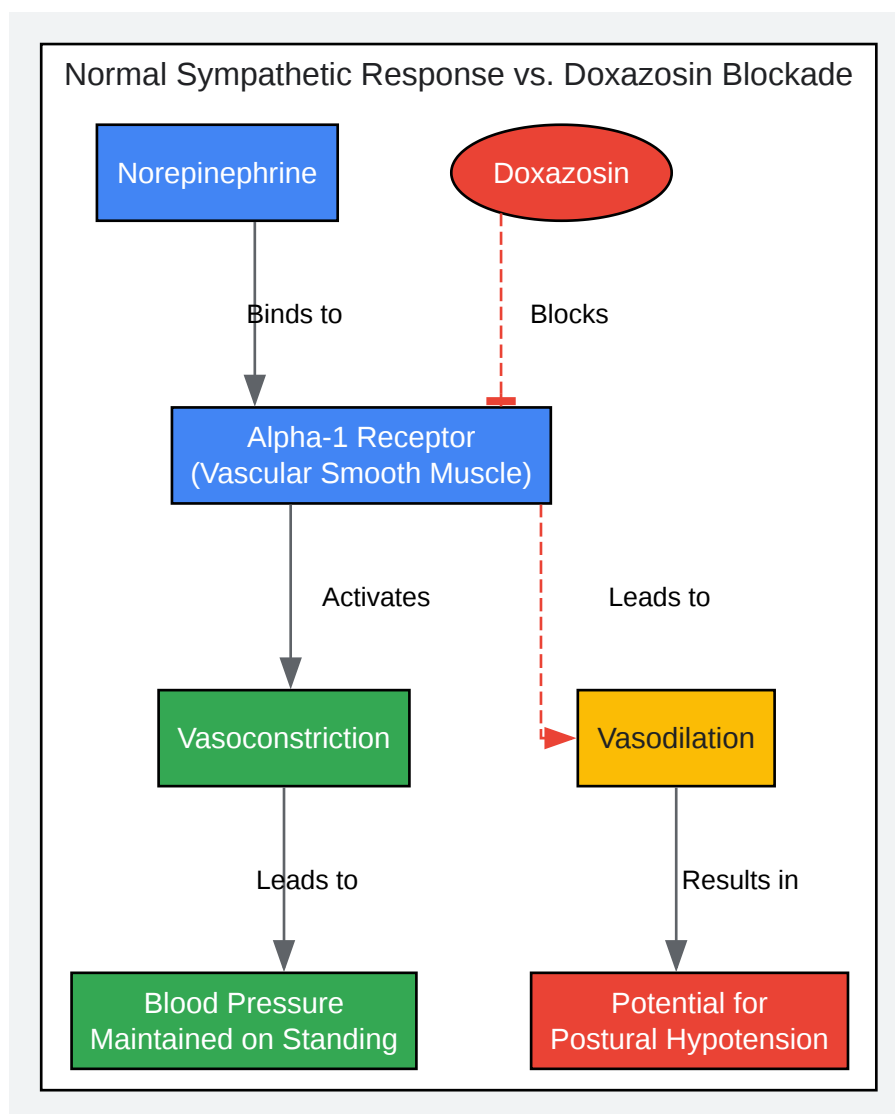 Normal Sympathetic Response vs. Doxazosin Blockade
Norepinephrine
Doxazosin
Binds to
Blocks
Alpha-1 Receptor
(Vascular Smooth Muscle)
Activates
Leads to
Vasoconstriction
Vasodilation
Leads to
Results in
Blood Pressure
Maintained on Standing
Potential for
Postural Hypotension